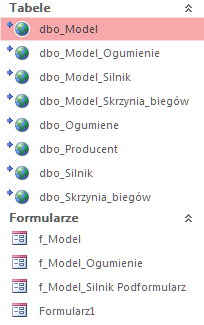 Tabele
dbo_Model
dbo_Model_Ogumienie
dbo_Model_Silnik
dbo_Model_Skrzynia_biegów
dbo_Ogumiene
dbo_Producent
dbo_Silnik
dbo_Skrzynia_biegów
Formularze
f_Model
f_Model_Ogumienie
f_Model_Silnik Podformularz
Formularz1